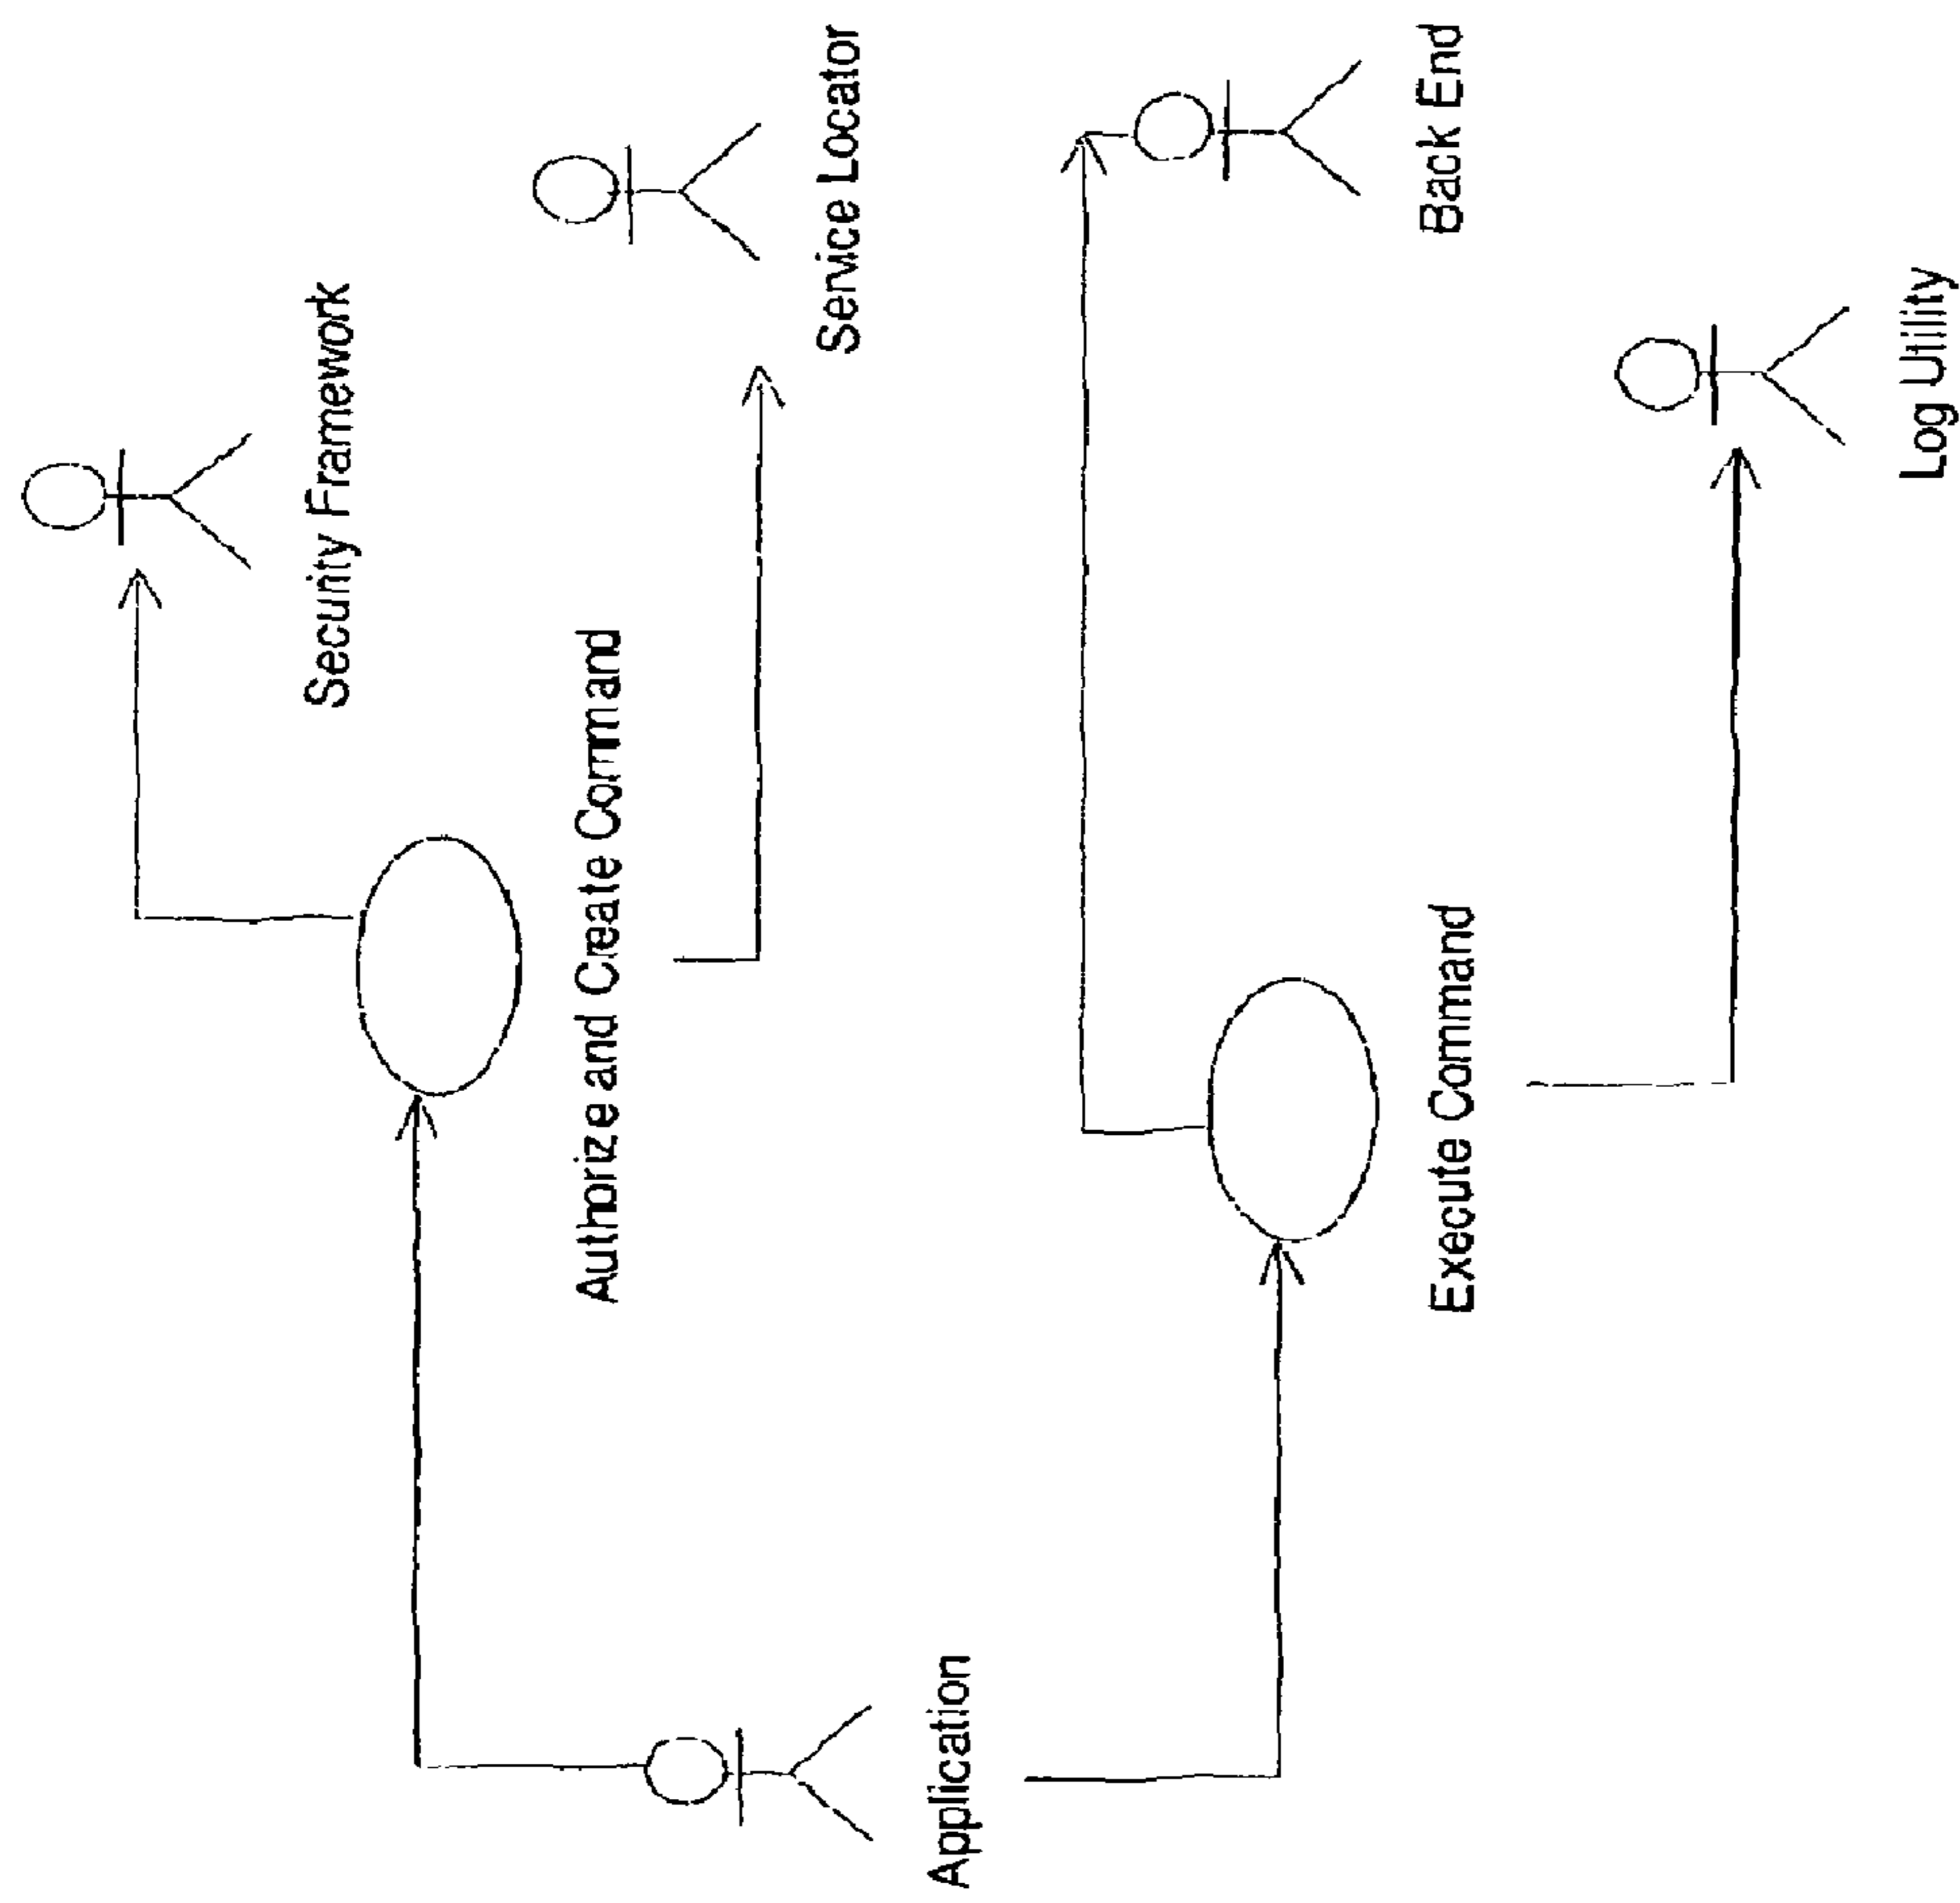 Security Framework
Service Locator
Authorize and Create Command
Application
Back End
Execute Command
Log Utility